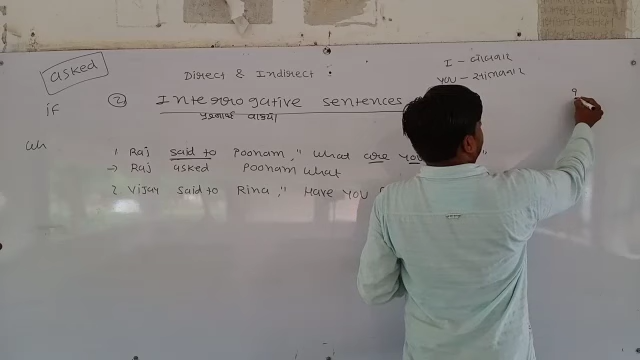 asked
Direct & Indirect :
I - બોલનાર
you - સાંભળનાર
if
② Interrogative sentences
પ્રશ્નાર્થ વાક્યો
Wh
1 Raj said to Poonam, " What are you "
→ Raj asked Poonam what
2 Vijay said to Rina, " Have you